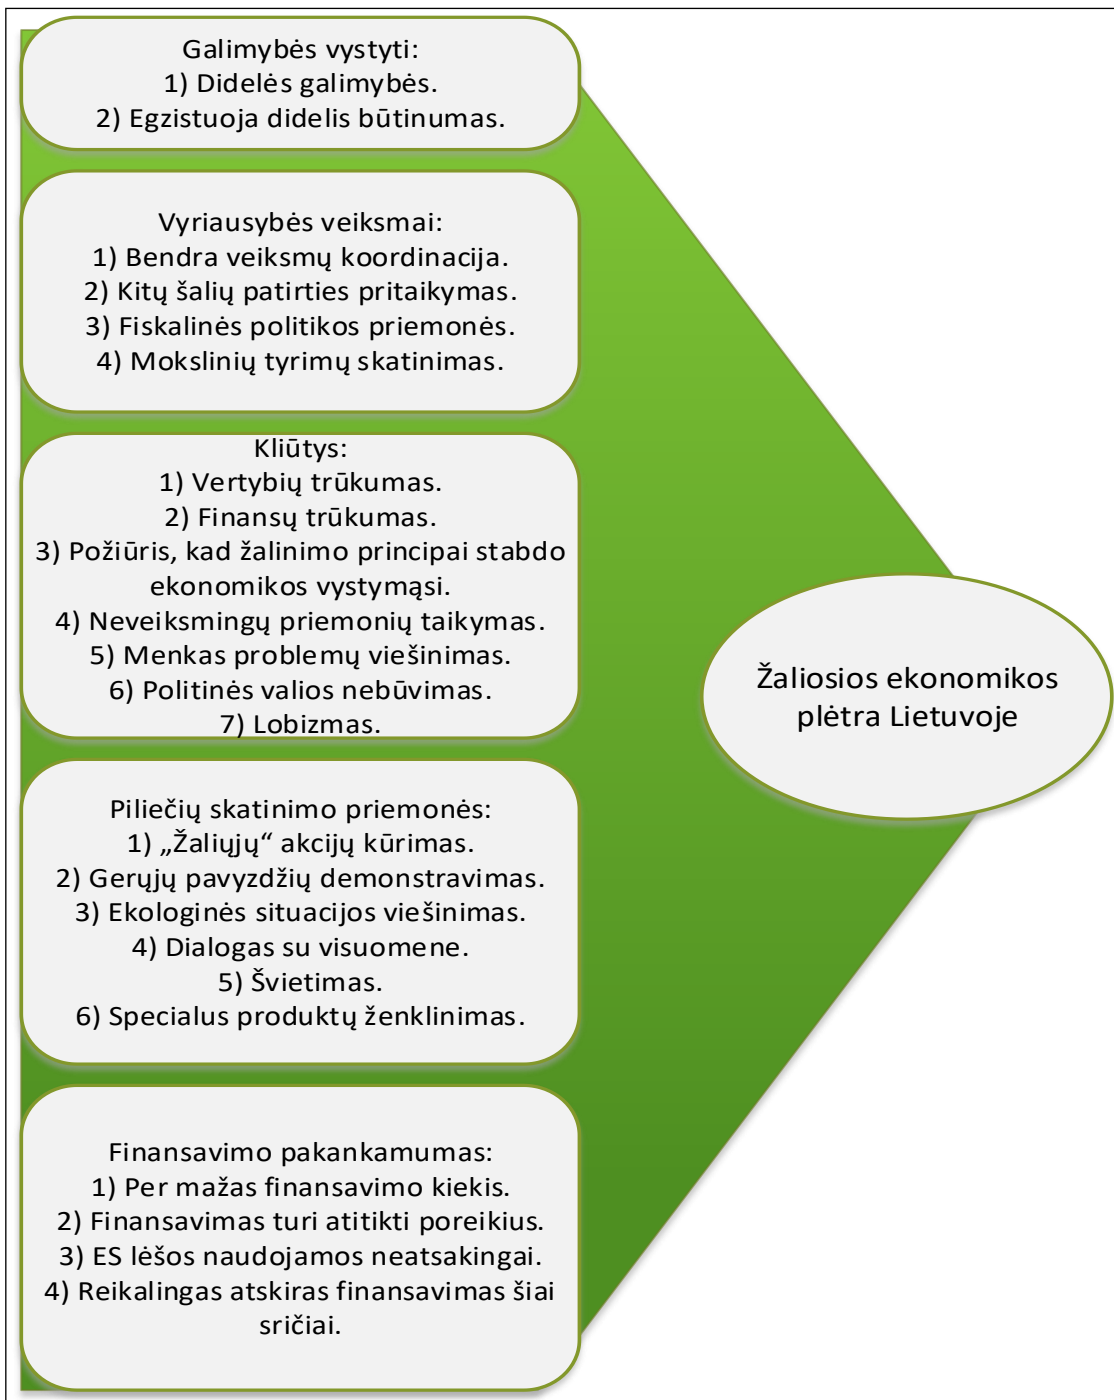 Galimybės vystyti:
1) Didelės galimybės.
2) Egzistuoja didelis būtinumas.
Vyriausybės veiksmai:
1) Bendra veiksmų koordinacija.
2) Kitų šalių patirties pritaikymas.
3) Fiskalinės politikos priemonės.
4) Mokslinių tyrimų skatinimas.
Kliūtys:
1) Vertybių trūkumas.
2) Finansų trūkumas.
3) Požiūris, kad žalinimo principai stabdo
ekonomikos vystymąsi.
4) Neveiksmingų priemonių taikymas.
5) Menkas problemų viešinimas.
6) Politinės valios nebūvimas.
7) Lobizmas.
Piliečių skatinimo priemonės:
1) „Žaliųjų“ akcijų kūrimas.
2) Gerųjų pavyzdžių demonstravimas.
3) Ekologinės situacijos viešinimas.
4) Dialogas su visuomene.
5) Švietimas.
6) Specialus produktų ženklinimas.
Finansavimo pakankamumas:
1) Per mažas finansavimo kiekis.
2) Finansavimas turi atitikti poreikius.
3) ES lėšos naudojamos neatsakingai.
4) Reikalingas atskiras finansavimas šiai
sričiai.
Žaliosios ekonomikos
plėtra Lietuvoje